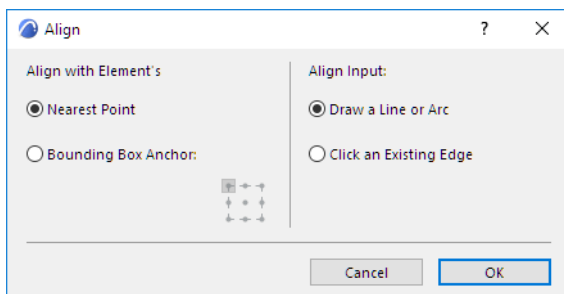 Align
?
Align with Element's
Nearest Point
Bounding Box Anchor:
Align Input:
Draw a Line or Arc
Click an Existing Edge
Cancel
OK